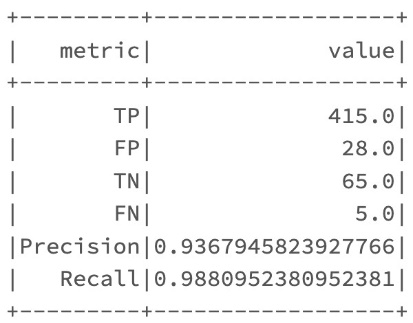 +---------+------------------+
|   metric|             value|
+---------+------------------+
|       TP|             415.0|
|       FP|              28.0|
|       TN|              65.0|
|       FN|               5.0|
|Precision|0.9367945823927766|
|   Recall|0.9880952380952381|
+---------+------------------+